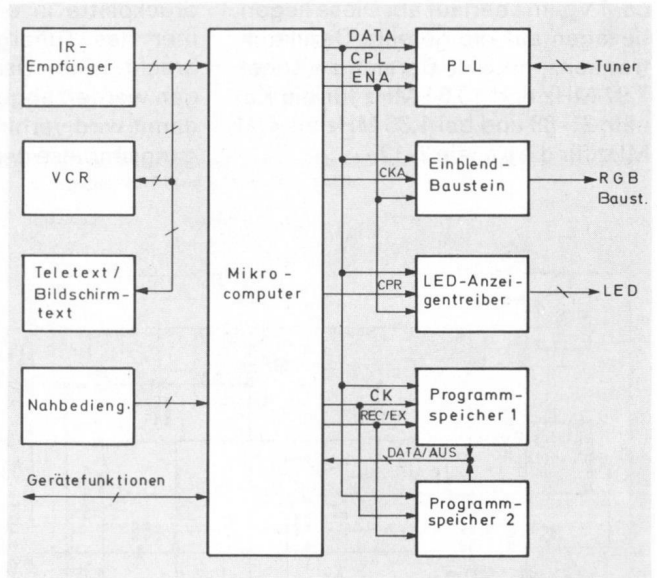 IR-
Empfänger
VCR
Teletext /
Bildschirm-
text
Nahbedieng.
Gerätefunktionen
Mikro-
computer
DATA
CPL
ENA
PLL
Tuner
CKA
Einblend-
Baustein
RGB
Baust.
CPR
LED-Anzei-
gentreiber
LED
CK
REC/EX
Programm-
speicher 1
DATA/AUS
Programm-
speicher 2